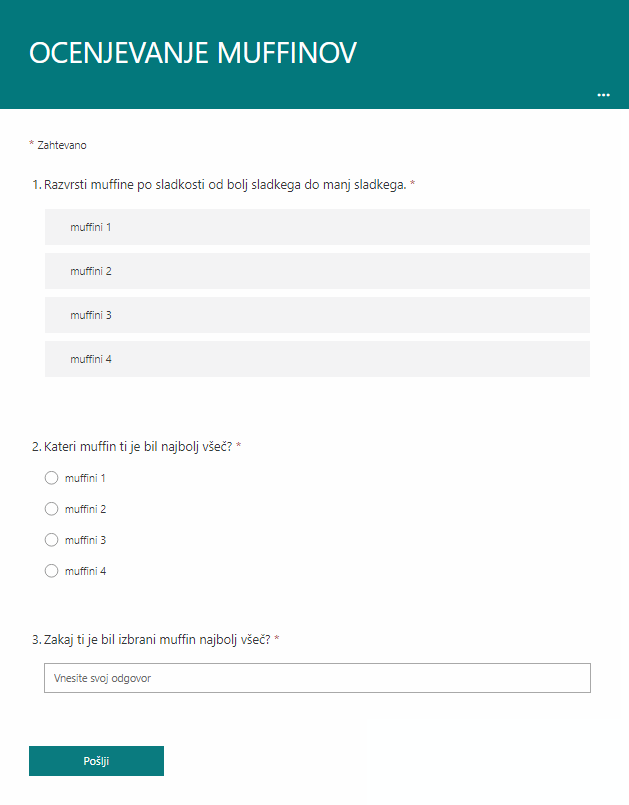 OCENJEVANJE MUFFINOV
...
* Zahtevano
1. Razvrsti muffine po sladkosti od bolj sladkega do manj sladkega. *
muffini 1
muffini 2
muffini 3
muffini 4
2. Kateri muffin ti je bil najbolj všeč? *
muffini 1
muffini 2
muffini 3
muffini 4
3. Zakaj ti je bil izbrani muffin najbolj všeč? *
Vnesite svoj odgovor
Pošlji